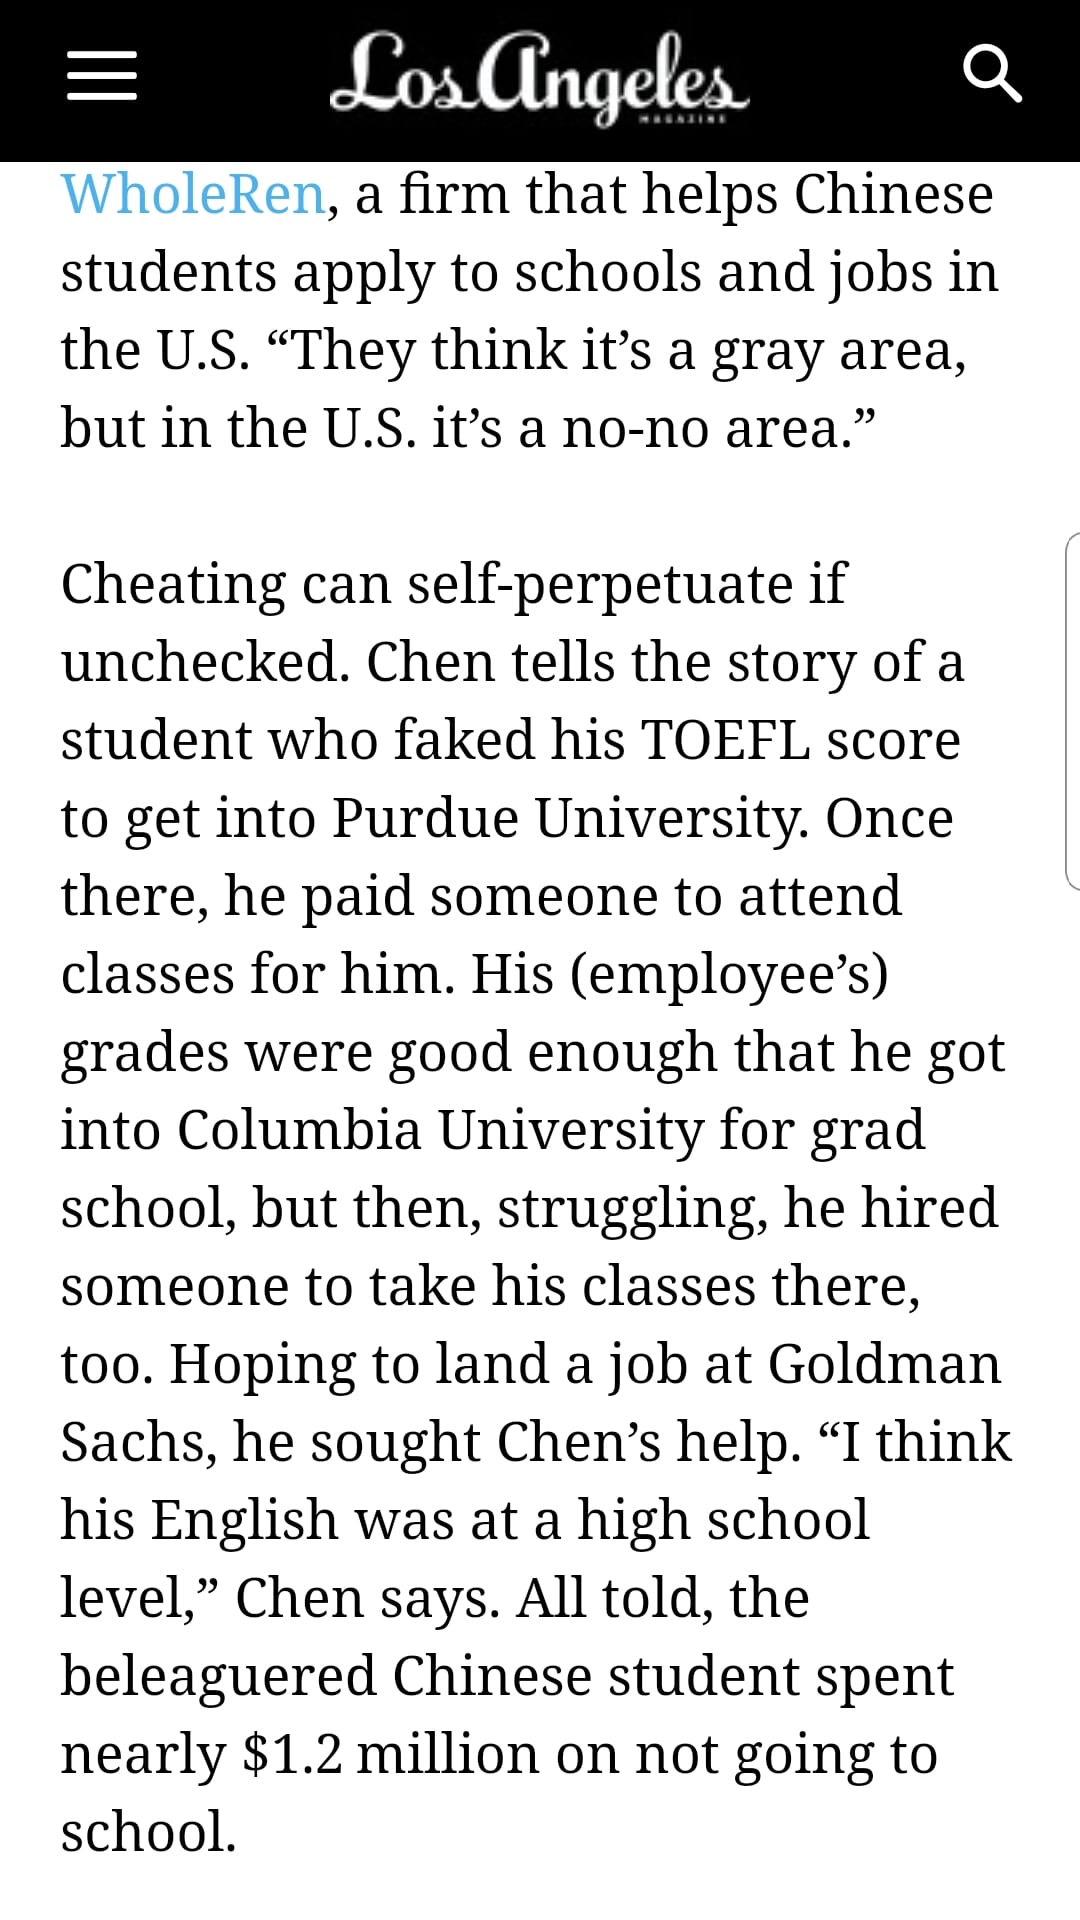 Los Angeles
MAGAZINE
WholeRen, a firm that helps Chinese
students apply to schools and jobs in
the U.S. “They think it’s a gray area,
but in the U.S. it’s a no-no area.”
Cheating can self-perpetuate if
unchecked. Chen tells the story of a
student who faked his TOEFL score
to get into Purdue University. Once
there, he paid someone to attend
classes for him. His (employee’s)
grades were good enough that he got
into Columbia University for grad
school, but then, struggling, he hired
someone to take his classes there,
too. Hoping to land a job at Goldman
Sachs, he sought Chen’s help. “I think
his English was at a high school
level,” Chen says. All told, the
beleaguered Chinese student spent
nearly $1.2 million on not going to
school.